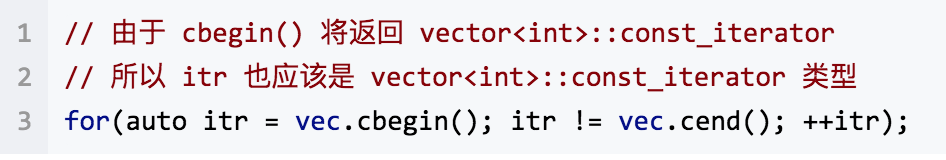 1 // 由于 cbegin() 将返回 vector<int>::const_iterator
2 // 所以 itr 也应该是 vector<int>::const_iterator 类型
3 for(auto itr = vec.cbegin(); itr != vec.cend(); ++itr);